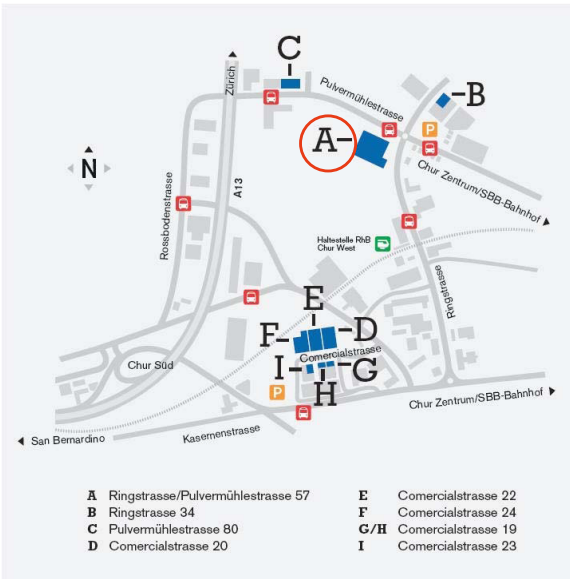 C
Zürich
Pulvermühlestrasse
B
P
A
N
A13
Chur Zentrum/SBB-Bahnhof
Rossbodenstrasse
Haltestelle RhB
Chur West
Ringstrasse
E
F
D
Comercialstrasse
I
G
Chur Süd
H
P
Chur Zentrum/SBB-Bahnhof
San Bernardino
Kasernenstrasse
A Ringstrasse/Pulvermühlestrasse 57
B Ringstrasse 34
C Pulvermühlestrasse 80
D Comercialstrasse 20
E Comercialstrasse 22
F Comercialstrasse 24
G/H Comercialstrasse 19
I Comercialstrasse 23